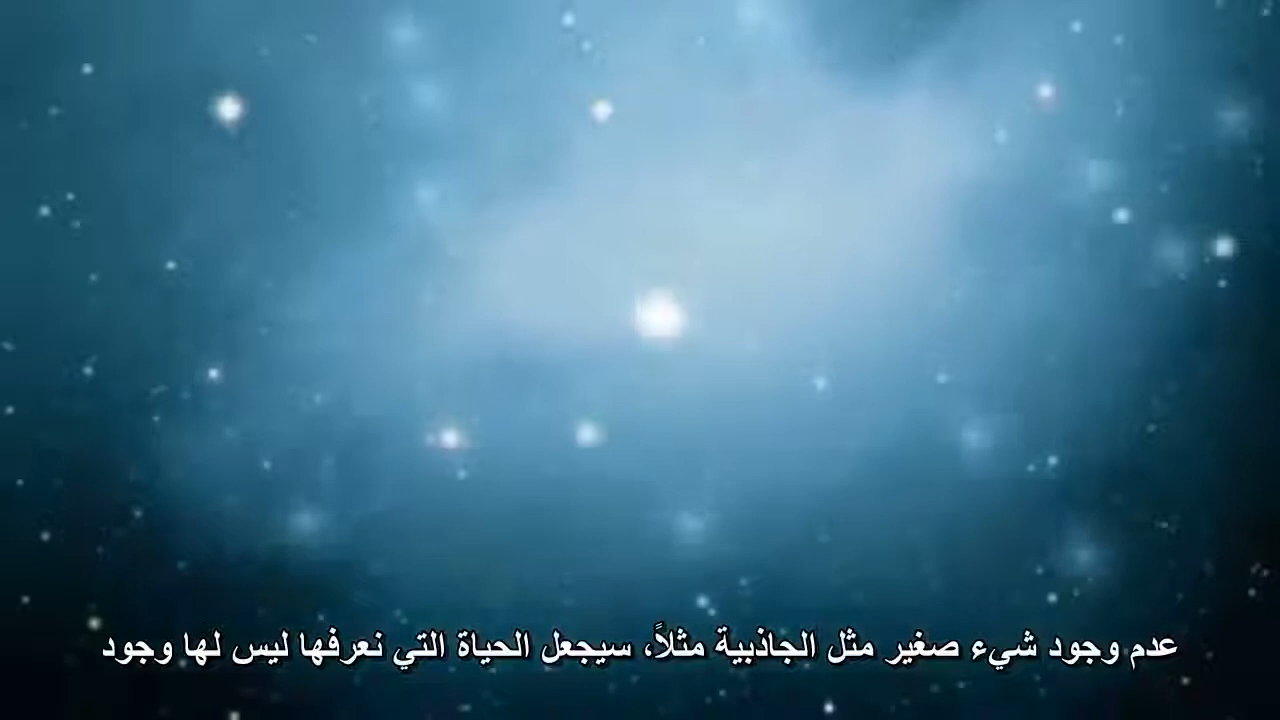 عدم وجود شيء صغير مثل الجاذبية مثلاً، سيجعل الحياة التي نعرفها ليس لها وجود